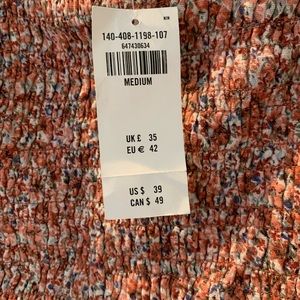 140-408-1198-107
647430634
MEDIUM
UK £ 35
EU € 42
US $ 39
CAN $ 49